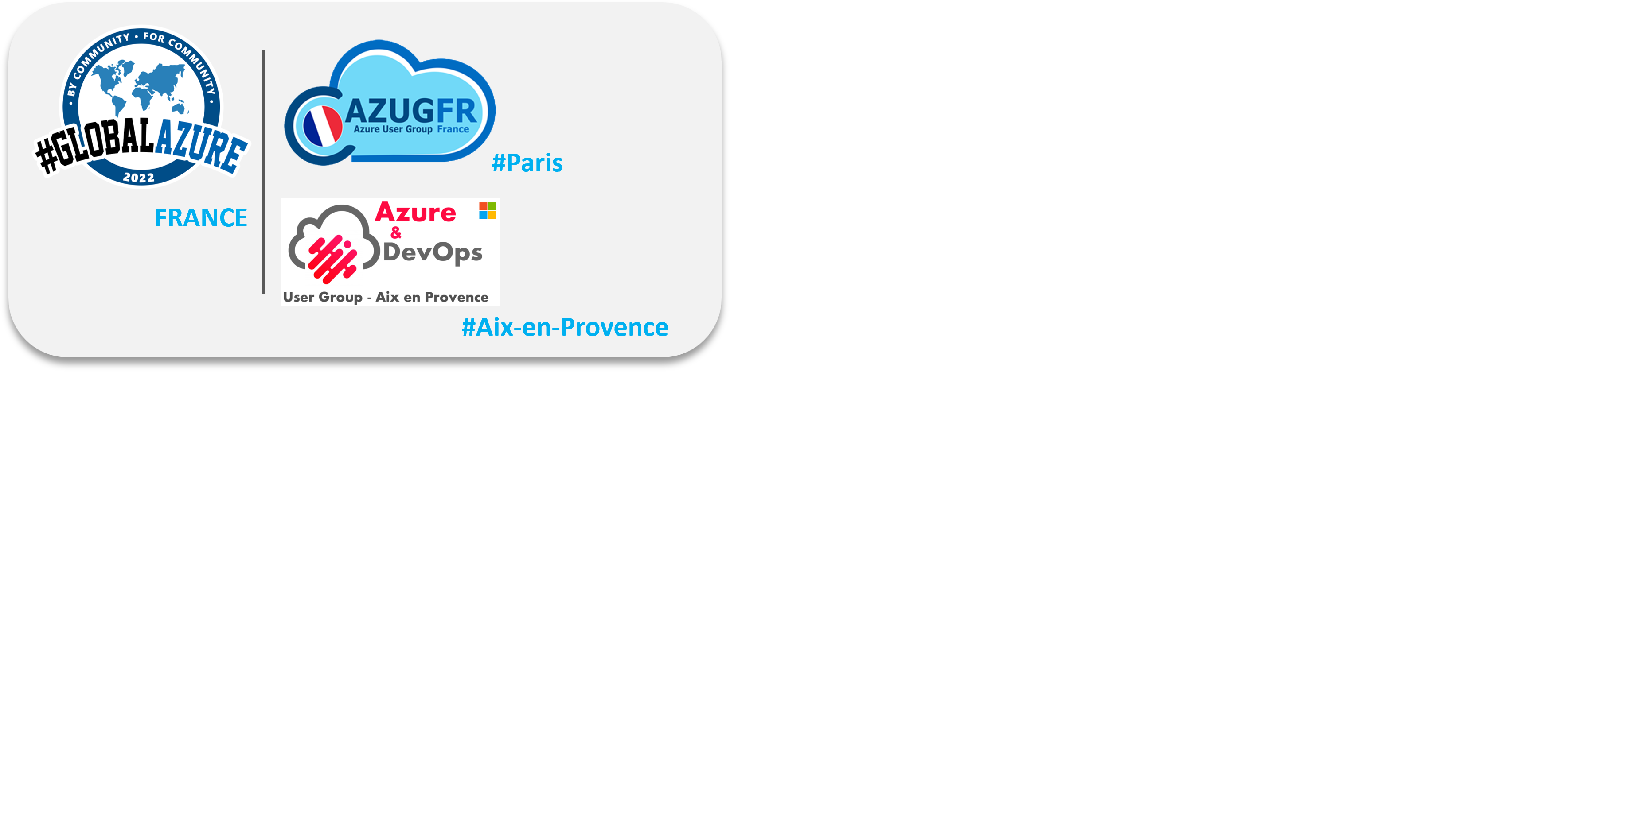 • BY COMMUNITY • FOR COMMUNITY •
#GLOBALAZURE
2022
FRANCE
AZUGFR
Azure User Group France
#Paris
Azure
&
DevOps
User Group - Aix en Provence
#Aix-en-Provence